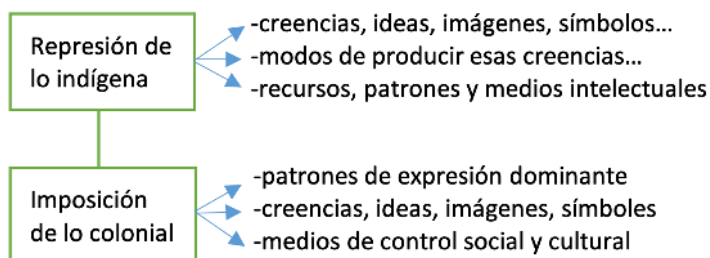 Represión de
lo indígena
-creencias, ideas, imágenes, símbolos...
-modos de producir esas creencias...
-recursos, patrones y medios intelectuales
Imposición
de lo colonial
-patrones de expresión dominante
-creencias, ideas, imágenes, símboles
-medios de control social y cultural